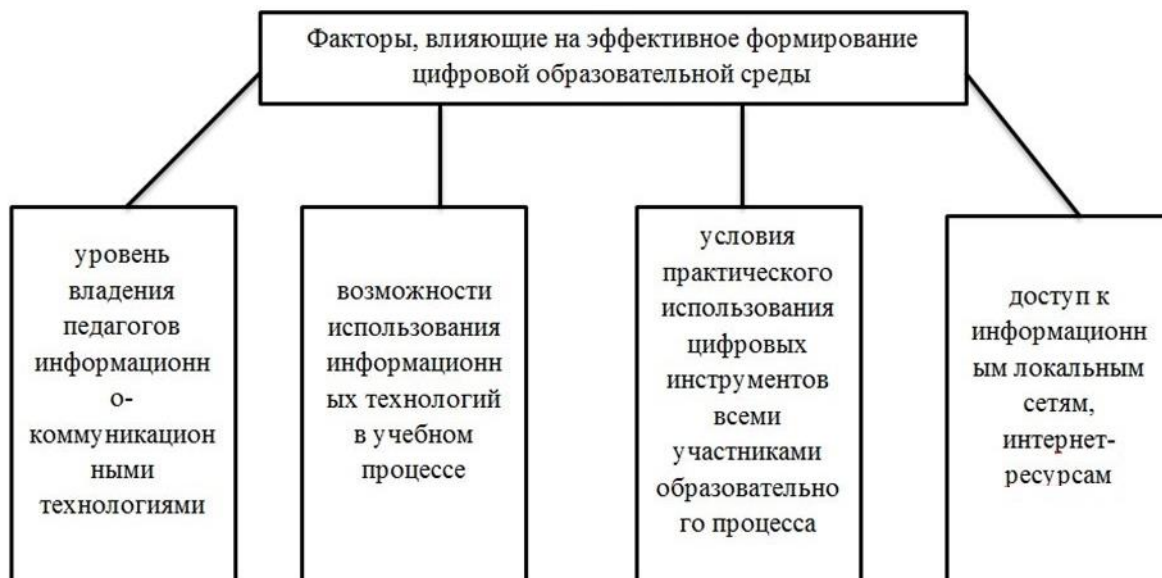 Факторы, влияющие на эффективное формирование
цифровой образовательной среды
уровень
владения
педагогов
информационн
о-
коммуникацион
ными
технологиями
возможности
использования
информационн
ых технологий
в учебном
процессе
условия
практического
использования
цифровых
инструментов
всеми
участниками
образовательно
го процесса
доступ к
информационн
ым локальным
сетям,
интернет-
ресурсам